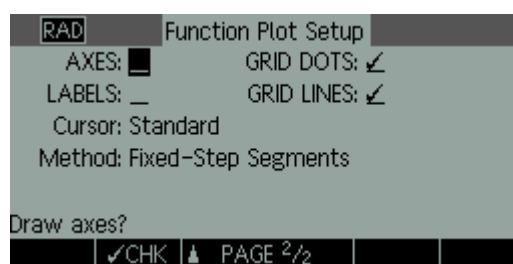 RAD Function Plot Setup
AXES: _ GRID DOTS: ✓
LABELS: _ GRID LINES: ✓
Cursor: Standard
Method: Fixed-Step Segments
Draw axes?
✓CHK PAGE 2/2